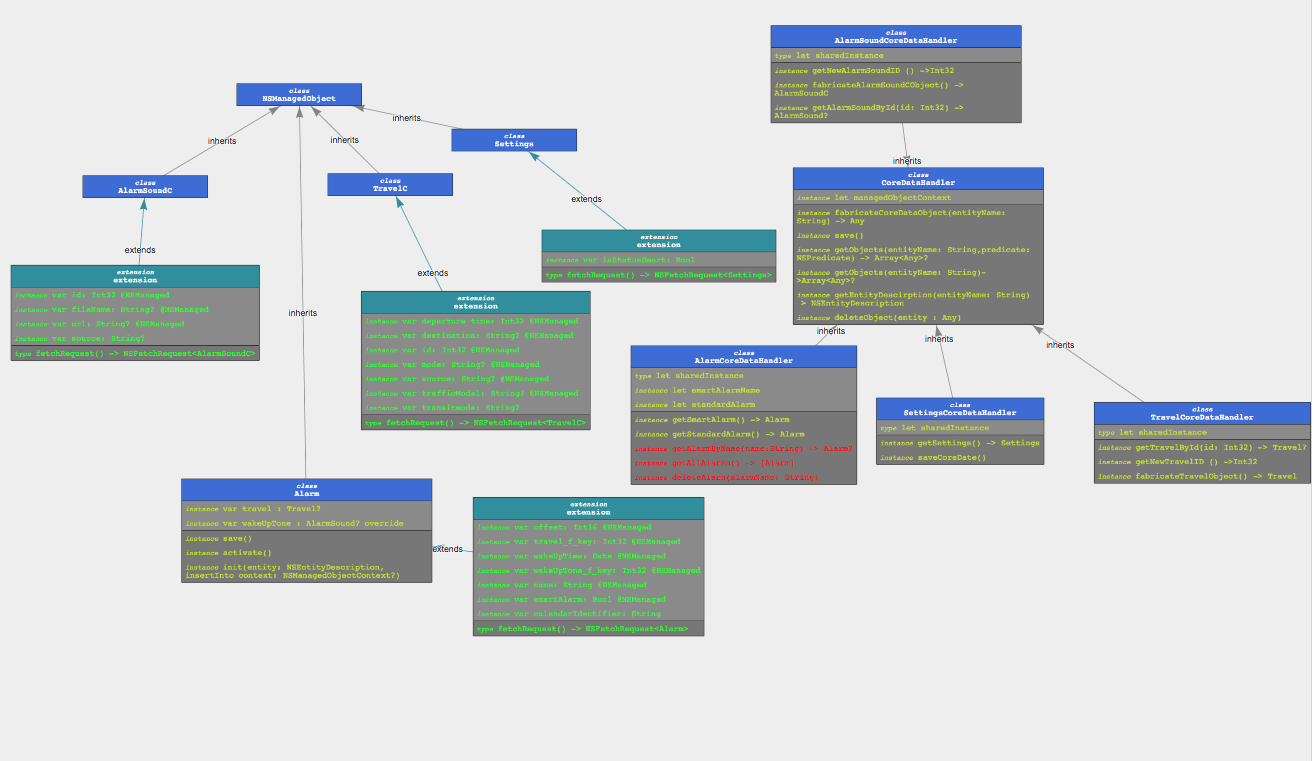 class
AlarmSoundCoreDataHandler
type let sharedInstance
instance getNewAlarmSoundID () ->Int32
instance fabricateAlarmSoundCObject() ->
AlarmSoundC
instance getAlarmSoundById(id: Int32) ->
AlarmSound?
class
NSManagedObject
inherits
inherits
inherits
class
Settings
inherits
class
AlarmSoundC
class
TravelC
class
CoreDataHandler
instance let managedObjectContext
instance fabricateCoreDataObject(entityName:
String) -> Any
instance save()
instance getObjects(entityName: String,predicate:
NSPredicate) -> Array<Any>?
instance getObjects(entityName: String)-
>Array<Any>?
instance getEntityDescirption(entityName: String)
> NSEntityDescription
instance deleteObject(entity : Any)
extends
extends
extends
extension
extension
instance var isStatusSmart: Bool
type fetchRequest() -> NSFetchRequest<Settings>
extension
extension
instance var id: Int32 @NSManaged
instance var fileName: String? @NSManaged
instance var url: String? @NSManaged
instance var source: String?
type fetchRequest() -> NSFetchRequest<AlarmSoundC>
extension
extension
instance var departure_time: Int32 @NSManaged
instance var destination: String? @NSManaged
instance var id: Int32 @NSManaged
instance var mode: String? @NSManaged
instance var source: String? @NSManaged
instance var trafficModel: String? @NSManaged
instance var String?
type fetchRequest() -> NSFetchRequest<TravelC>
inherits
inherits
inherits
inherits
class
AlarmCoreDataHandler
type let sharedInstance
instance let smartAlarmName
instance let standardAlarm
instance getSmartAlarm() -> Alarm
instance getStandardAlarm() -> Alarm
instance getAlarmByName(name:String) -> Alarm?
instance getAllAlarms() -> [Alarm]
instance deleteAlarm(alarmName: String)
class
SettingsCoreDataHandler
type let sharedInstance
instance getSettings() -> Settings
instance saveCoreDate()
class
TravelCoreDataHandler
type let sharedInstance
instance getTravelById(id: Int32) -> Travel?
instance getNewTravelID () ->Int32
instance fabricateTravelObject() -> Travel
class
Alarm
instance var travel : Travel?
instance var wakeUpTone : AlarmSound? override
instance save()
instance activate()
instance init(entity: NSEntityDescription,
insertInto context: NSManagedObjectContext?)
extends
extension
extension
instance var offset: Int16 @NSManaged
instance var travel_f_key: Int32 @NSManaged
instance var wakeUpTime: Date @NSManaged
instance var wakeUpTone_f_key: Int32 @NSManaged
instance var name: String @NSManaged
instance var smartAlarm: Bool @NSManaged
instance var calendarIdentifier: String
type fetchRequest() -> NSFetchRequest<Alarm>